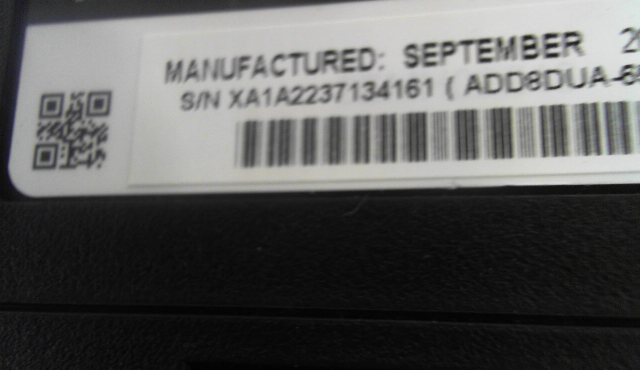 MANUFACTURED: SEPTEMBER
S/N XA1A2237134161 ( ADD8DUA-